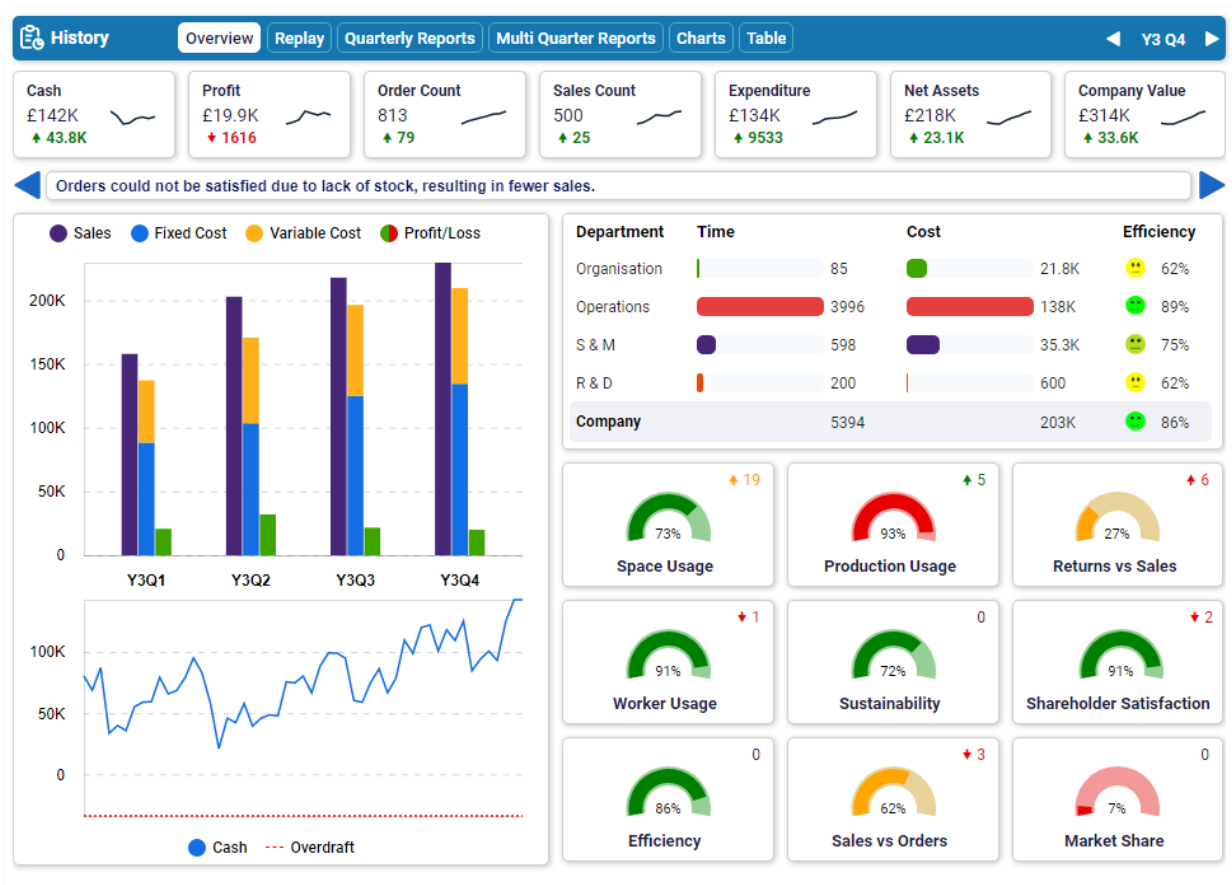 History Overview Replay Quarterly Reports Multi Quarter Reports Charts Table Y3 Q4
Cash Profit Order Count Sales Count Expenditure Net Assets Company Value
£142K £19.9K 813 500 £134K £218K £314K
43.8K 1616 79 25 9533 23.1K 33.6K
Orders could not be satisfied due to lack of stock, resulting in fewer sales.
Sales Fixed Cost Variable Cost Profit/Loss
200K
150K
100K
50K
0
Y3Q1 Y3Q2 Y3Q3 Y3Q4
100K
50K
0
Cash --- Overdraft
Department Time Cost Efficiency
Organisation 85 21.8K 62%
Operations 3996 138K 89%
S & M 598 35.3K 75%
R & D 200 600 62%
Company 5394 203K 86%
19 5 6
73% 93% 27%
Space Usage Production Usage Returns vs Sales
1 0 2
91% 72% 91%
Worker Usage Sustainability Shareholder Satisfaction
0 3 0
86% 62% 7%
Efficiency Sales vs Orders Market Share